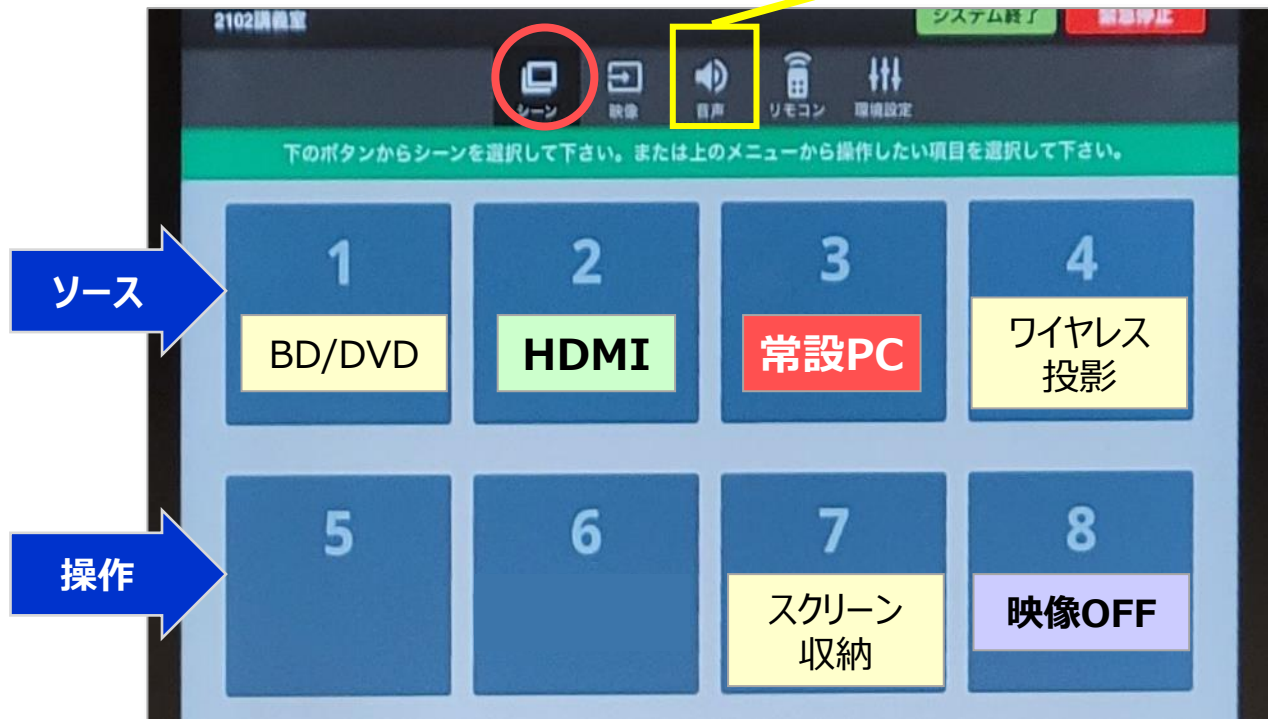 2102講義室
システム終了
緊急停止
シーン
映像
音声
リモコン
環境設定
下のボタンからシーンを選択して下さい。または上のメニューから操作したい項目を選択して下さい。
ソース
1
2
3
4
BD/DVD
HDMI
常設PC
ワイヤレス
投影
操作
5
6
7
8
スクリーン
収納
映像OFF